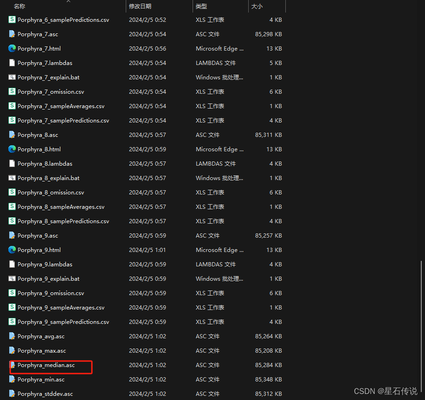 名称 修改日期 类型 大小
Porphyra_6_samplePredictions.csv 2024/2/5 0:52 XLS 工作表 4 KB
Porphyra_7.asc 2024/2/5 0:54 ASC 文件 85,298 KB
Porphyra_7.html 2024/2/5 0:54 Microsoft Edge ... 13 KB
Porphyra_7.lambdas 2024/2/5 0:54 LAMBDAS 文件 5 KB
Porphyra_7_explain.bat 2024/2/5 0:54 Windows 批处理... 1 KB
Porphyra_7_omission.csv 2024/2/5 0:54 XLS 工作表 6 KB
Porphyra_7_sampleAverages.csv 2024/2/5 0:54 XLS 工作表 1 KB
Porphyra_7_samplePredictions.csv 2024/2/5 0:54 XLS 工作表 4 KB
Porphyra_8.asc 2024/2/5 0:57 ASC 文件 85,311 KB
Porphyra_8.html 2024/2/5 0:59 Microsoft Edge ... 13 KB
Porphyra_8.lambdas 2024/2/5 0:57 LAMBDAS 文件 4 KB
Porphyra_8_explain.bat 2024/2/5 0:57 Windows 批处理... 1 KB
Porphyra_8_omission.csv 2024/2/5 0:57 XLS 工作表 6 KB
Porphyra_8_sampleAverages.csv 2024/2/5 0:57 XLS 工作表 1 KB
Porphyra_8_samplePredictions.csv 2024/2/5 0:57 XLS 工作表 4 KB
Porphyra_9.asc 2024/2/5 0:59 ASC 文件 85,257 KB
Porphyra_9.html 2024/2/5 1:01 Microsoft Edge ... 13 KB
Porphyra_9.lambdas 2024/2/5 0:59 LAMBDAS 文件 4 KB
Porphyra_9_explain.bat 2024/2/5 0:59 Windows 批处理... 1 KB
Porphyra_9_omission.csv 2024/2/5 0:59 XLS 工作表 6 KB
Porphyra_9_sampleAverages.csv 2024/2/5 0:59 XLS 工作表 1 KB
Porphyra_9_samplePredictions.csv 2024/2/5 0:59 XLS 工作表 4 KB
Porphyra_avg.asc 2024/2/5 1:02 ASC 文件 85,264 KB
Porphyra_max.asc 2024/2/5 1:02 ASC 文件 85,208 KB
Porphyra_median.asc 2024/2/5 1:02 ASC 文件 85,284 KB
Porphyra_min.asc 2024/2/5 1:02 ASC 文件 85,348 KB
Porphyra_stddev.asc 2024/2/5 1:02 ASC 文件 85,312 KB
CSDN @星石传说